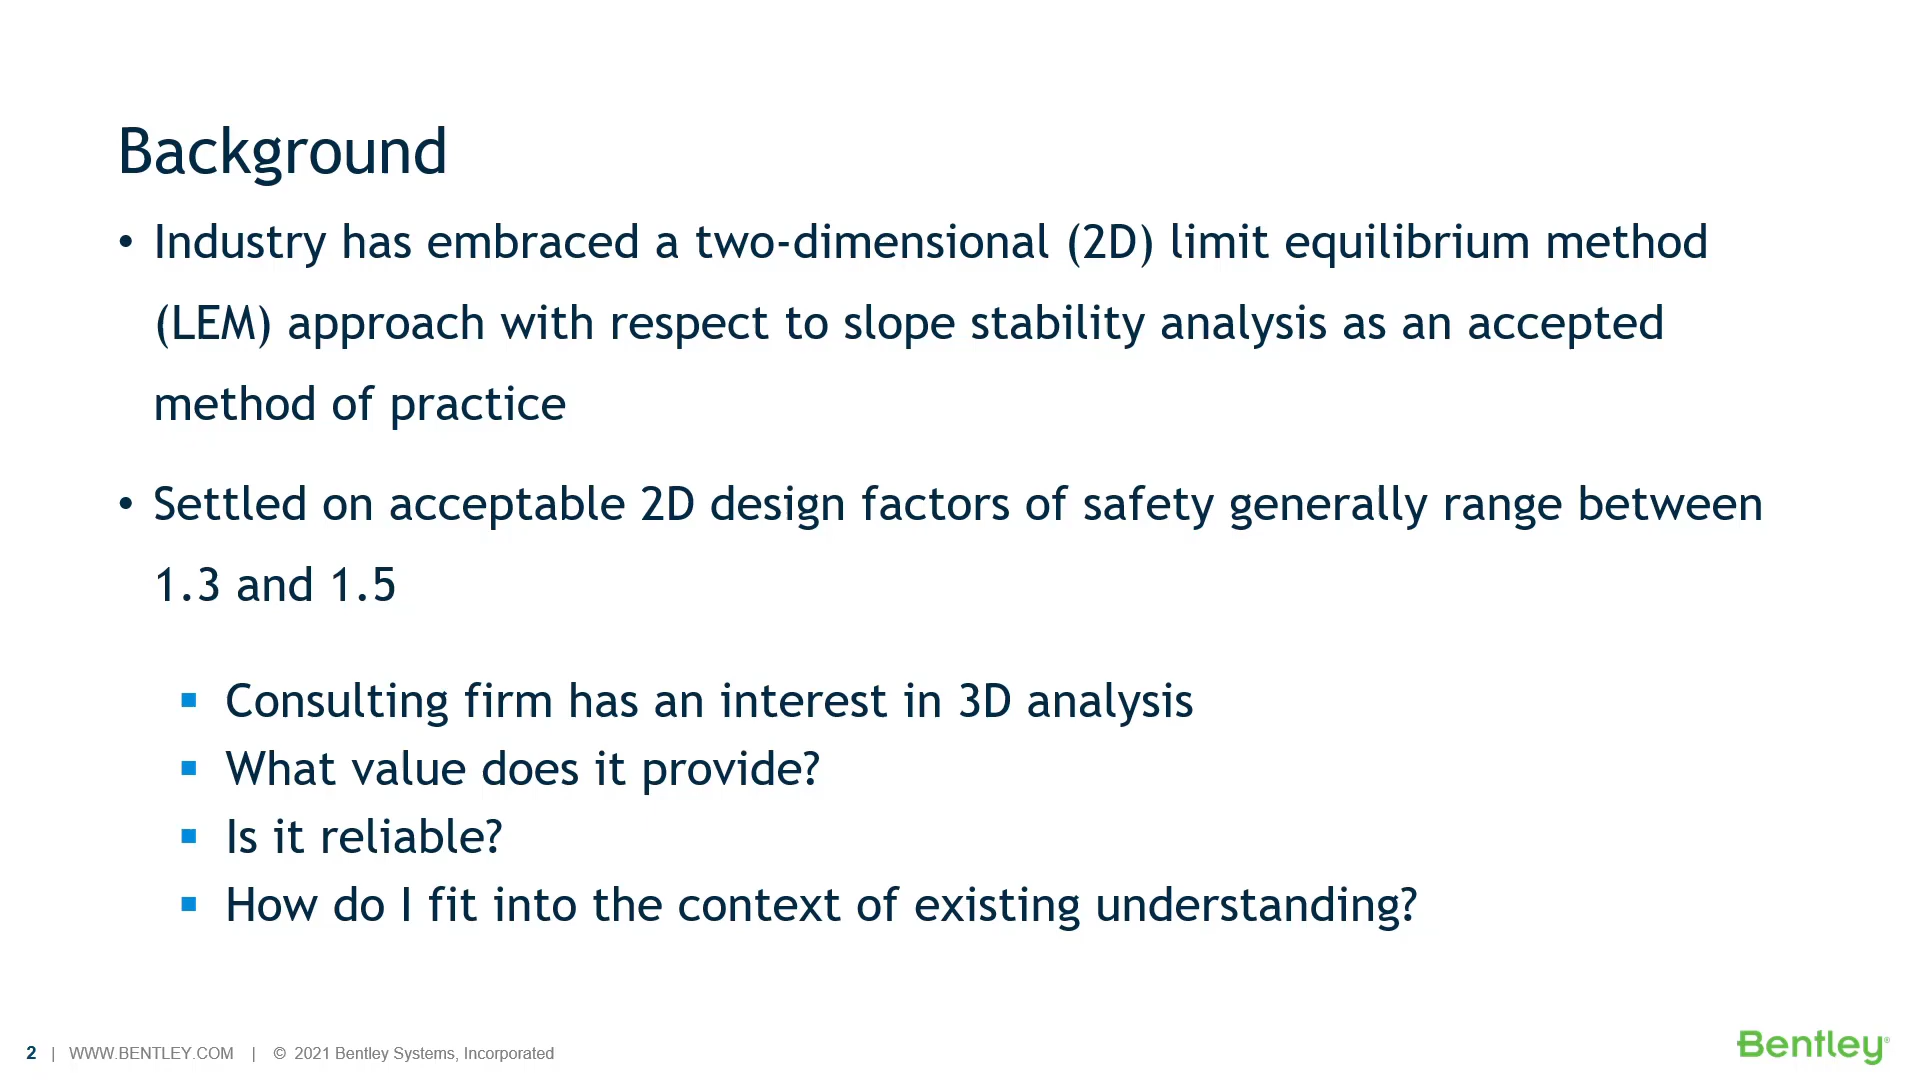 Background
• Industry has embraced a two-dimensional (2D) limit equilibrium method
(LEM) approach with respect to slope stability analysis as an accepted
method of practice
• Settled on acceptable 2D design factors of safety generally range between
1.3 and 1.5
▪ Consulting firm has an interest in 3D analysis
▪ What value does it provide?
▪ Is it reliable?
▪ How do I fit into the context of existing understanding?
2 | WWW.BENTLEY.COM | © 2021 Bentley Systems, Incorporated
Bentley®